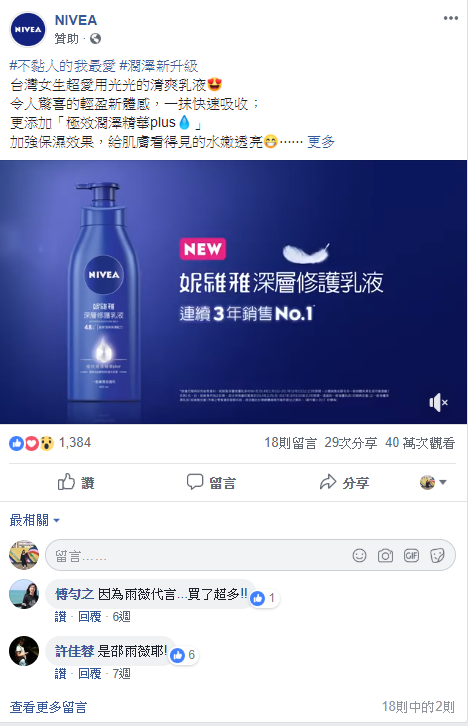 NIVEA
NIVEA
贊助 ·
#不黏人的我最愛 #潤澤新升級
台灣女生超愛用光光的清爽乳液😍
令人驚喜的輕盈新體感，一抹快速吸收；
更添加「極效潤澤精華plus💧」
加強保濕效果，給肌膚看得見的水嫩透亮😁⋯⋯ 更多
NEW
妮維雅深層修護乳液
連續3年銷售No.1
NIVEA
妮維雅
深層修護乳液
1,384
18則留言 29次分享 40 萬次觀看
讚
留言
分享
最相關
留言……
GIF
傅勻之 因為雨薇代言...買了超多!!
1
讚 · 回覆 · 6週
許佳蓉 是邵雨薇耶!
6
讚 · 回覆 · 7週
查看更多留言
18則中的2則